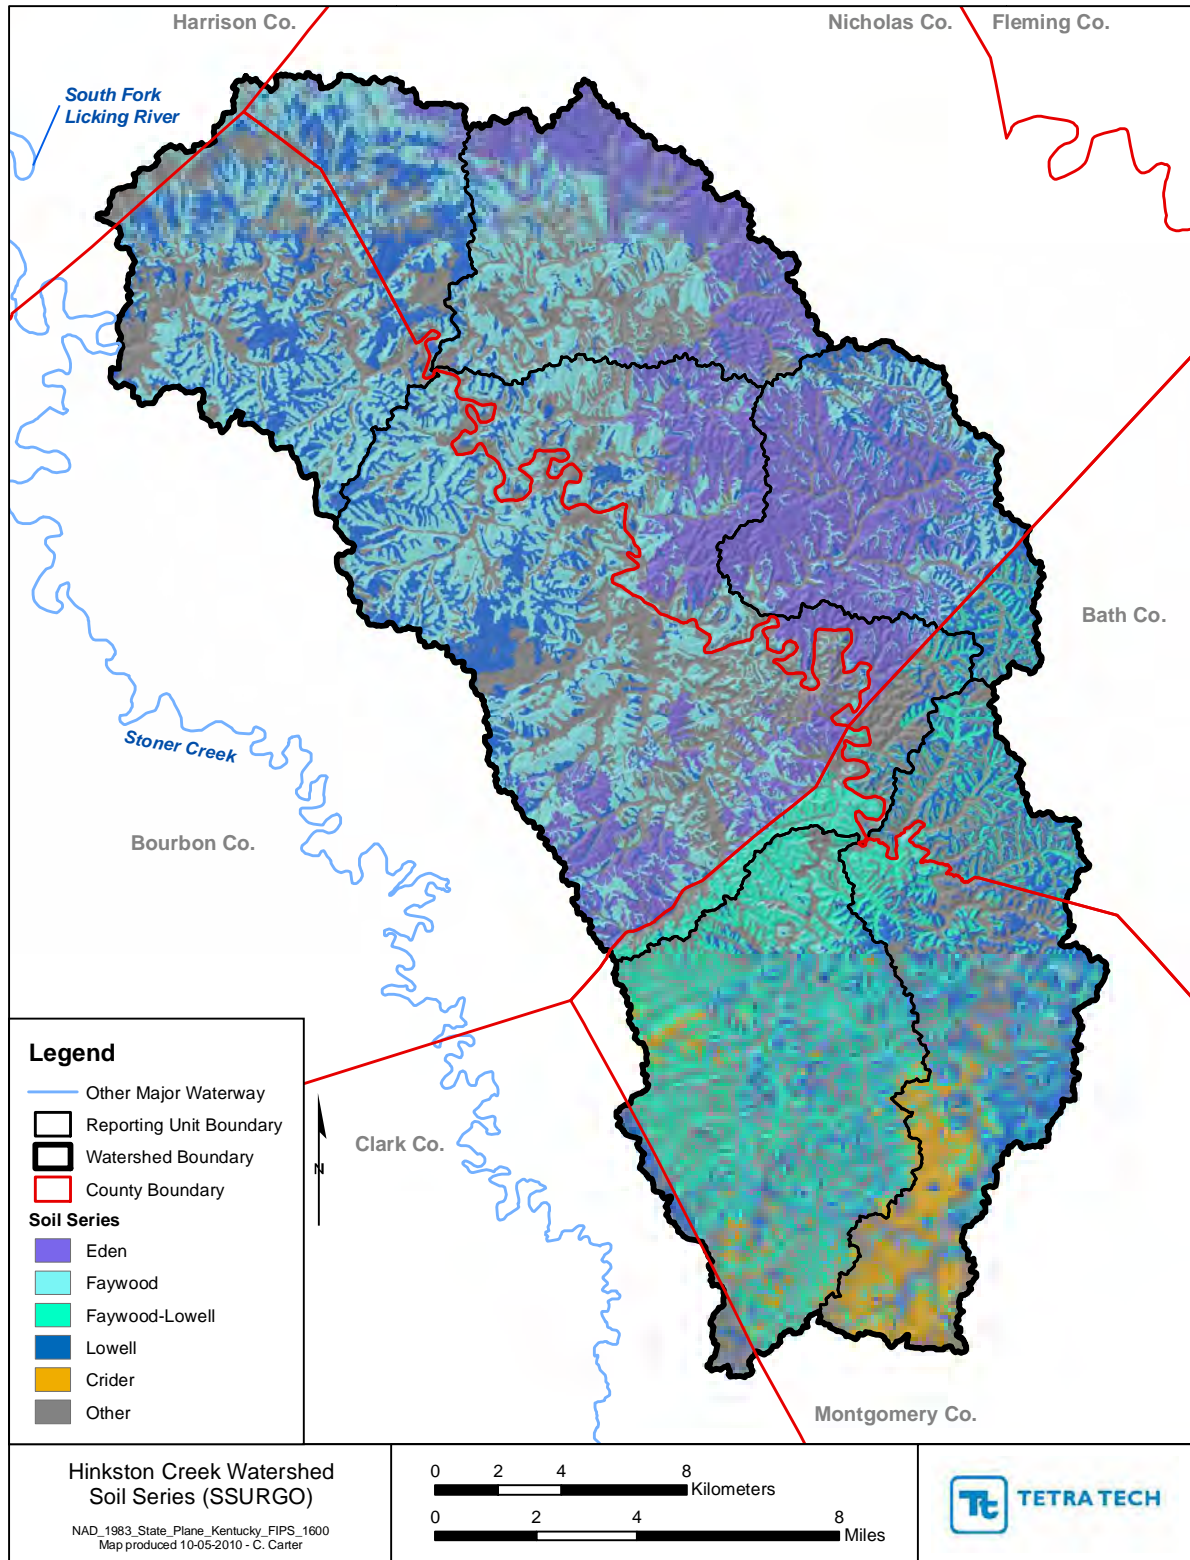 Harrison Co.
Nicholas Co.
Fleming Co.
South Fork
Licking River
Bath Co.
Stoner Creek
Bourbon Co.
Clark Co.
Montgomery Co.
Legend
Other Major Waterway
Reporting Unit Boundary
Watershed Boundary
County Boundary
Soil Series
Eden
Faywood
Faywood-Lowell
Lowell
Crider
Other
N
Hinkston Creek Watershed
Soil Series (SSURGO)
NAD_1983_State_Plane_Kentucky_FIPS_1600
Map produced 10-05-2010 - C. Carter
0 2 4 8
Kilometers
0 2 4 8
Miles
Tt
TETRA TECH